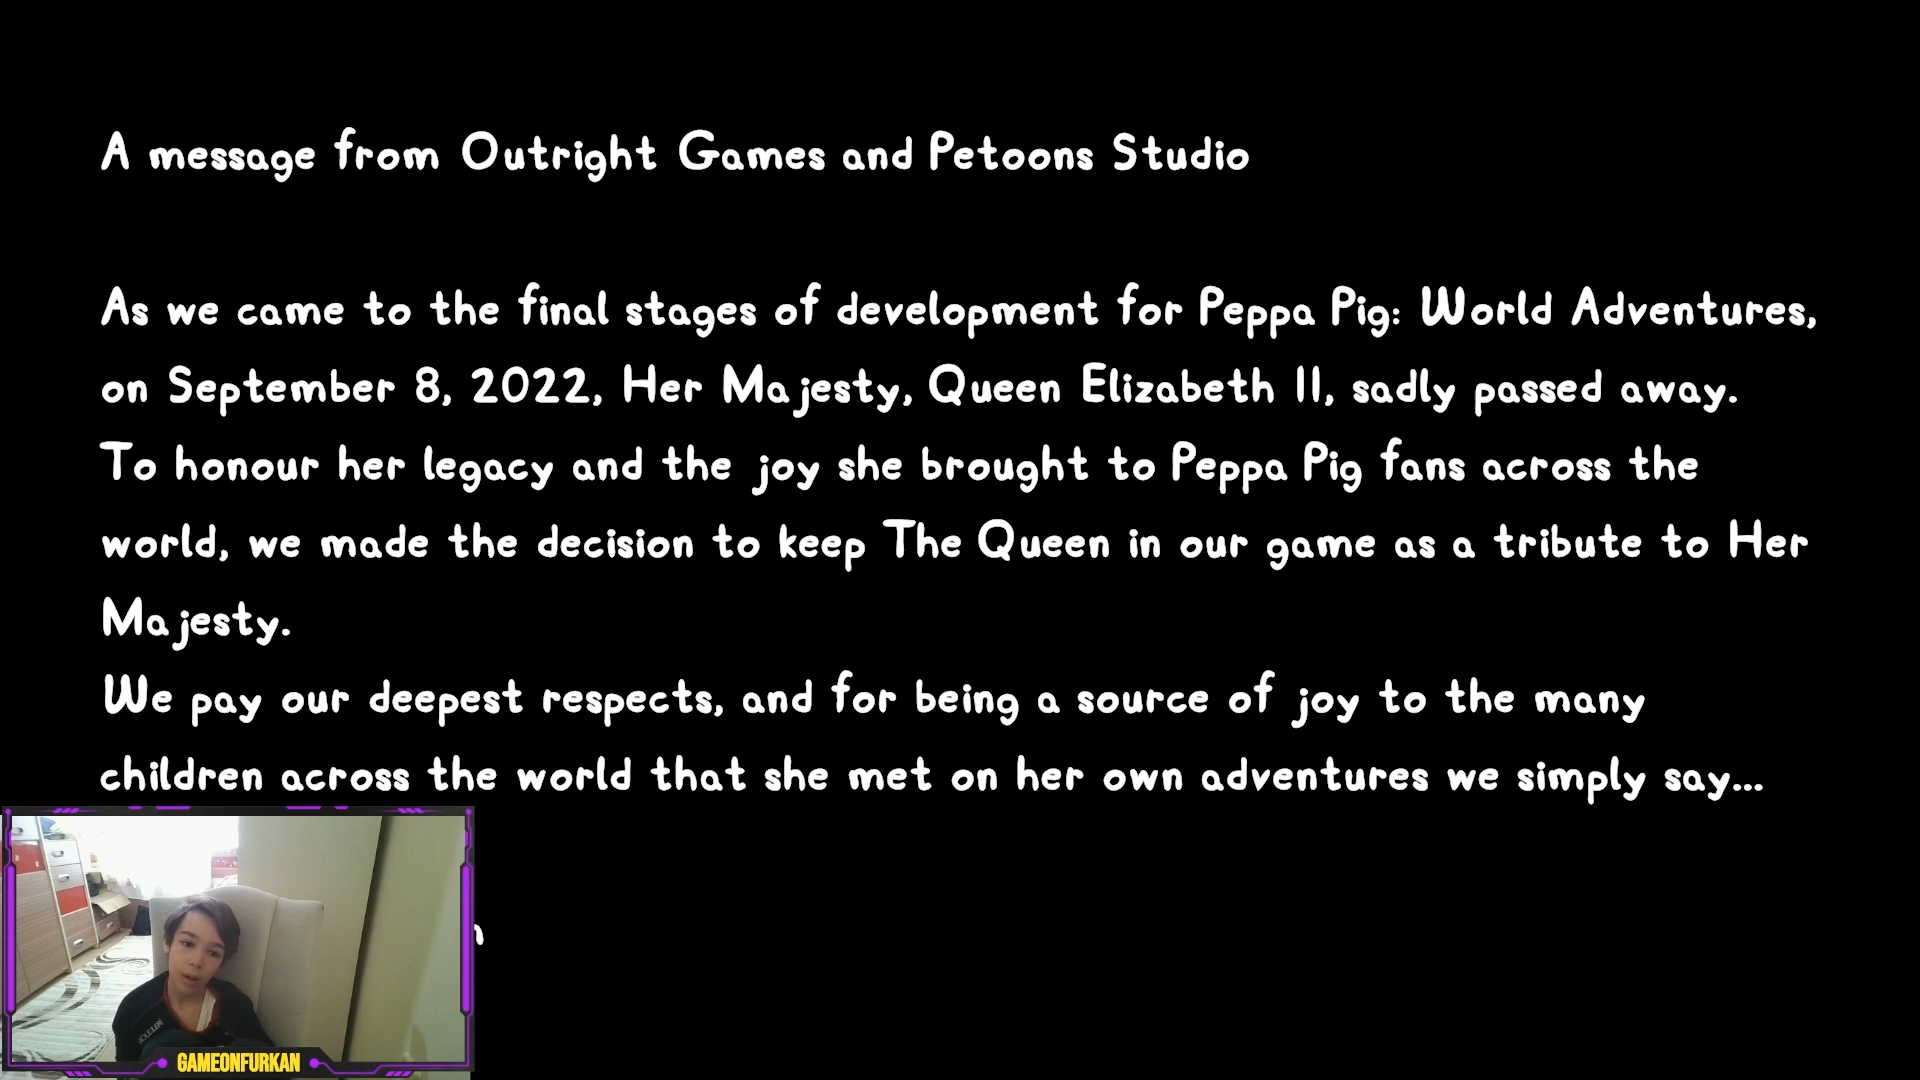 A message from Outright Games and Petoons Studio
As we came to the final stages of development for Peppa Pig: World Adventures,
on September 8, 2022, Her Majesty, Queen Elizabeth II, sadly passed away.
To honour her legacy and the joy she brought to Peppa Pig fans across the
world, we made the decision to keep The Queen in our game as a tribute to Her
Majesty.
We pay our deepest respects, and for being a source of joy to the many
children across the world that she met on her own adventures we simply say...
GAMEONFURKAN